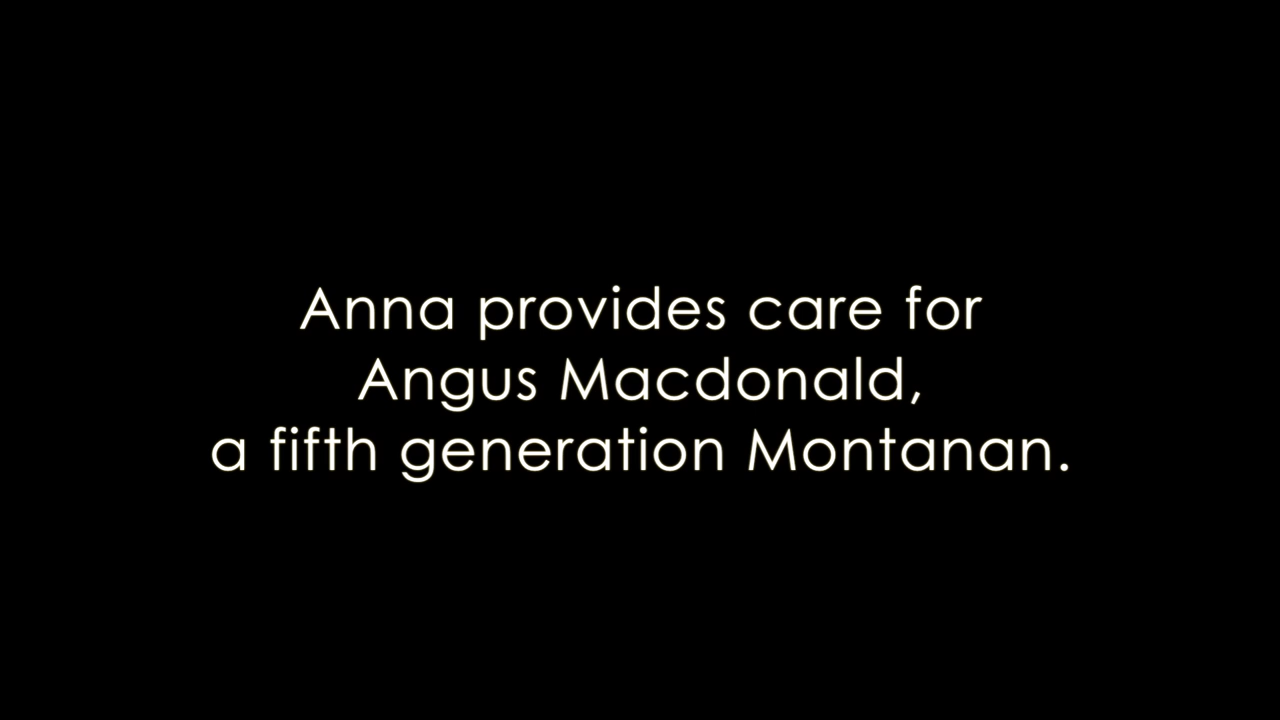 Anna provides care for
Angus Macdonald,
a fifth generation Montanan.